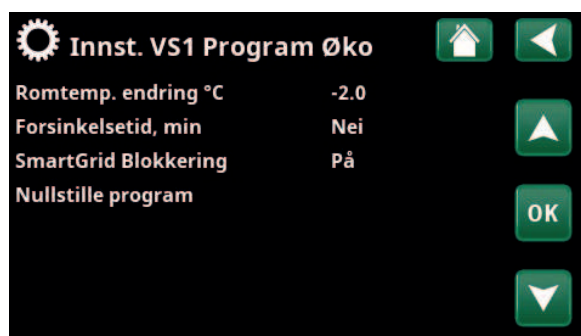 Innst. VS1 Program Øko
Romtemp. endring °C -2.0
Forsinkelsetid, min Nei
SmartGrid Blokkering På
Nullstille program
OK